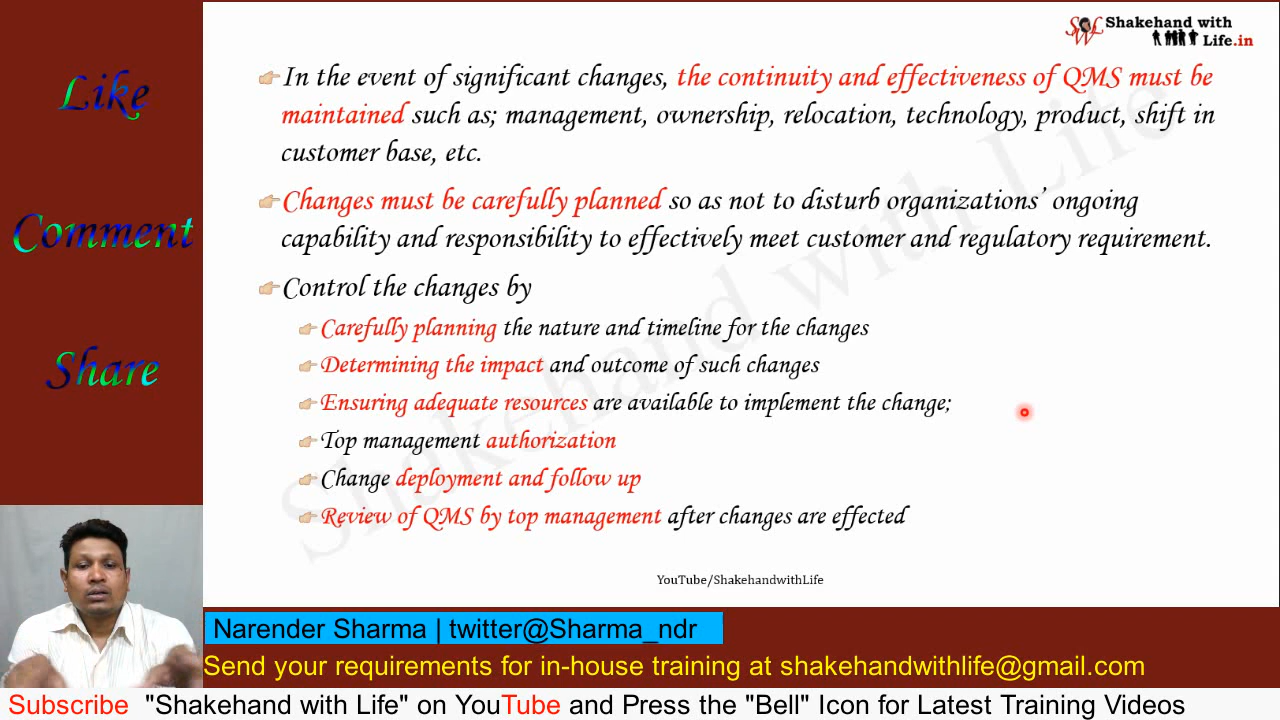 Shakehand with
Life.in
Like
Comment
Share
In the event of significant changes, the continuity and effectiveness of QMS must be
maintained such as; management, ownership, relocation, technology, product, shift in
customer base, etc.
Changes must be carefully planned so as not to disturb organizations’ ongoing
capability and responsibility to effectively meet customer and regulatory requirement.
Control the changes by
Carefully planning the nature and timeline for the changes
Determining the impact and outcome of such changes
Ensuring adequate resources are available to implement the change;
Top management authorization
Change deployment and follow up
Review of QMS by top management after changes are effected
Shakehand with Life
YouTube/ShakehandwithLife
Narender Sharma | twitter@Sharma_ndr
Send your requirements for in-house training at shakehandwithlife@gmail.com
Subscribe "Shakehand with Life" on YouTube and Press the "Bell" Icon for Latest Training Videos